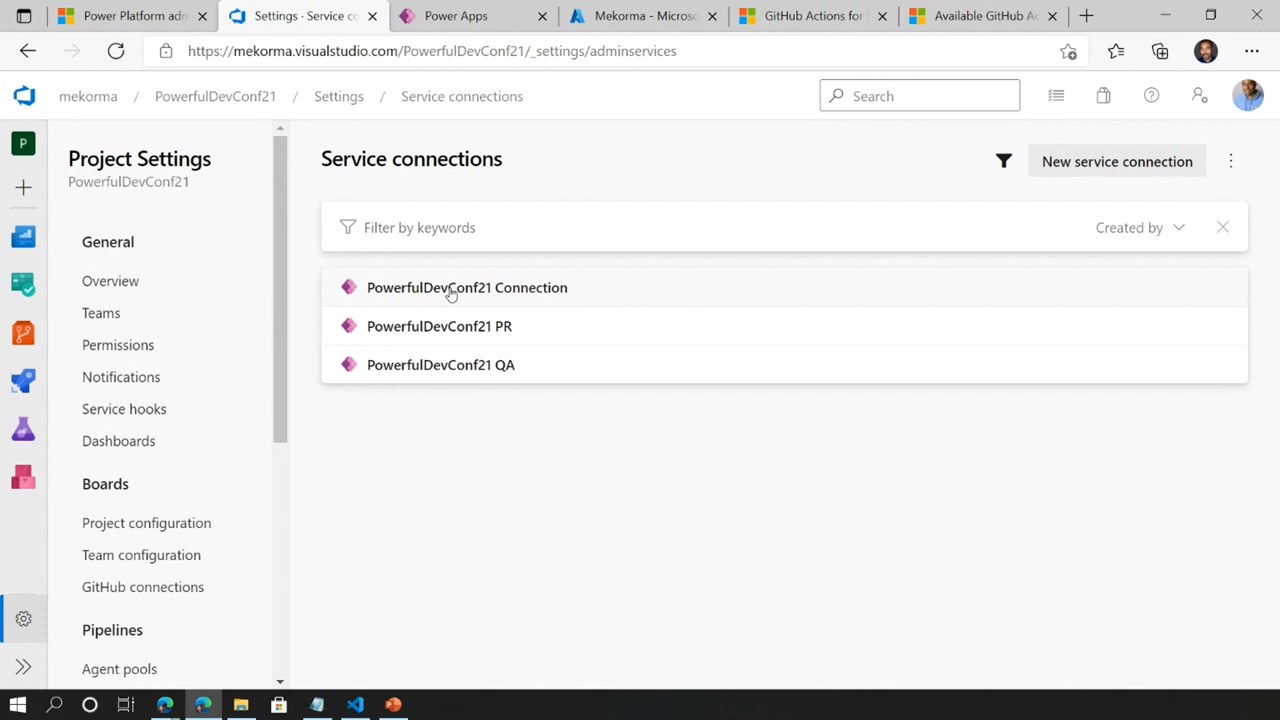 Power Platform adm
Settings · Service co
Power Apps
Mekorma - Microso
GitHub Actions for
Available GitHub Ac
https://mekorma.visualstudio.com/PowerfulDevConf21/_settings/adminservices
mekorma / PowerfulDevConf21 / Settings / Service connections
Search
P
Project Settings
PowerfulDevConf21
General
Overview
Teams
Permissions
Notifications
Service hooks
Dashboards
Boards
Project configuration
Team configuration
GitHub connections
Pipelines
Agent pools
Service connections
New service connection
Filter by keywords
Created by
PowerfulDevConf21 Connection
PowerfulDevConf21 PR
PowerfulDevConf21 QA